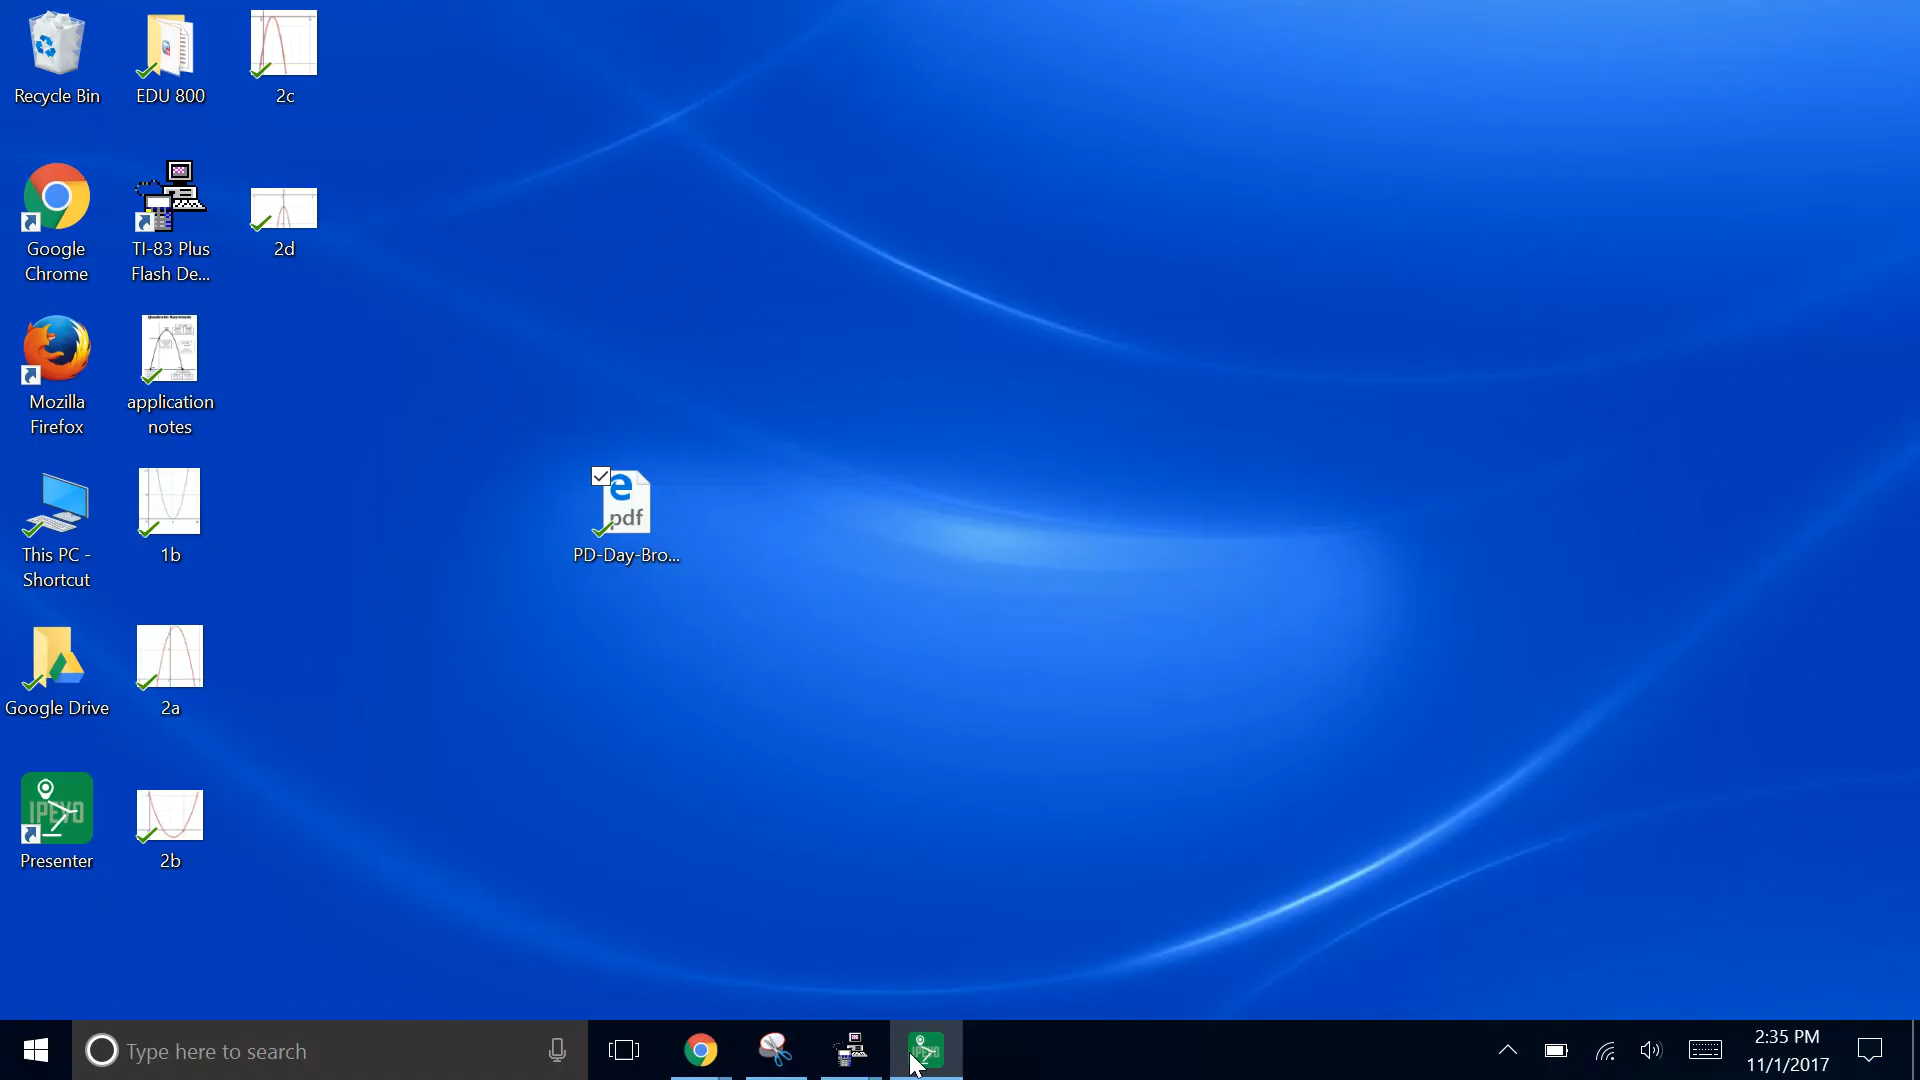 Recycle Bin
EDU 800
2c
Google
Chrome
TI-83 Plus
Flash De...
2d
Mozilla
Firefox
application
notes
This PC -
Shortcut
1b
pdf
PD-Day-Bro...
Google Drive
2a
IPEVO
Presenter
2b
Type here to search
IPEVO
2:35 PM
11/1/2017